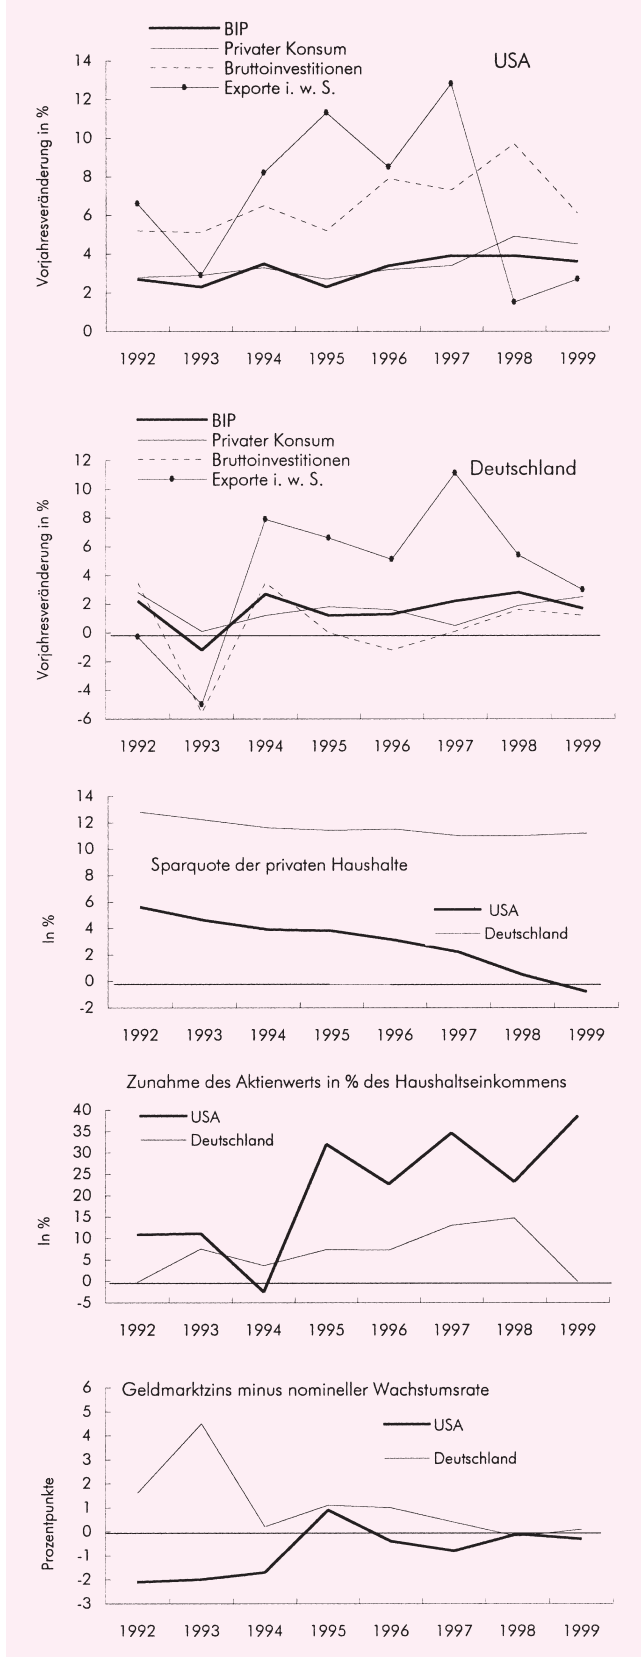 BIP
Privater Konsum
Bruttoinvestitionen
Exporte i. w. S.
USA
Vorjahresveränderung in %
14
12
10
8
6
4
2
0
1992 1993 1994 1995 1996 1997 1998 1999
BIP
Privater Konsum
Bruttoinvestitionen
Exporte i. w. S.
Deutschland
Vorjahresveränderung in %
12
10
8
6
4
2
0
-2
-4
-6
1992 1993 1994 1995 1996 1997 1998 1999
14
12
10
8
6
4
2
0
-2
Sparquote der privaten Haushalte
USA
Deutschland
In %
1992 1993 1994 1995 1996 1997 1998 1999
Zunahme des Aktienwerts in % des Haushaltseinkommens
USA
Deutschland
In %
40
35
30
25
20
15
10
5
0
-5
1992 1993 1994 1995 1996 1997 1998 1999
Geldmarktzins minus nomineller Wachstumsrate
USA
Deutschland
Prozentpunkte
6
5
4
3
2
1
0
-1
-2
-3
1992 1993 1994 1995 1996 1997 1998 1999